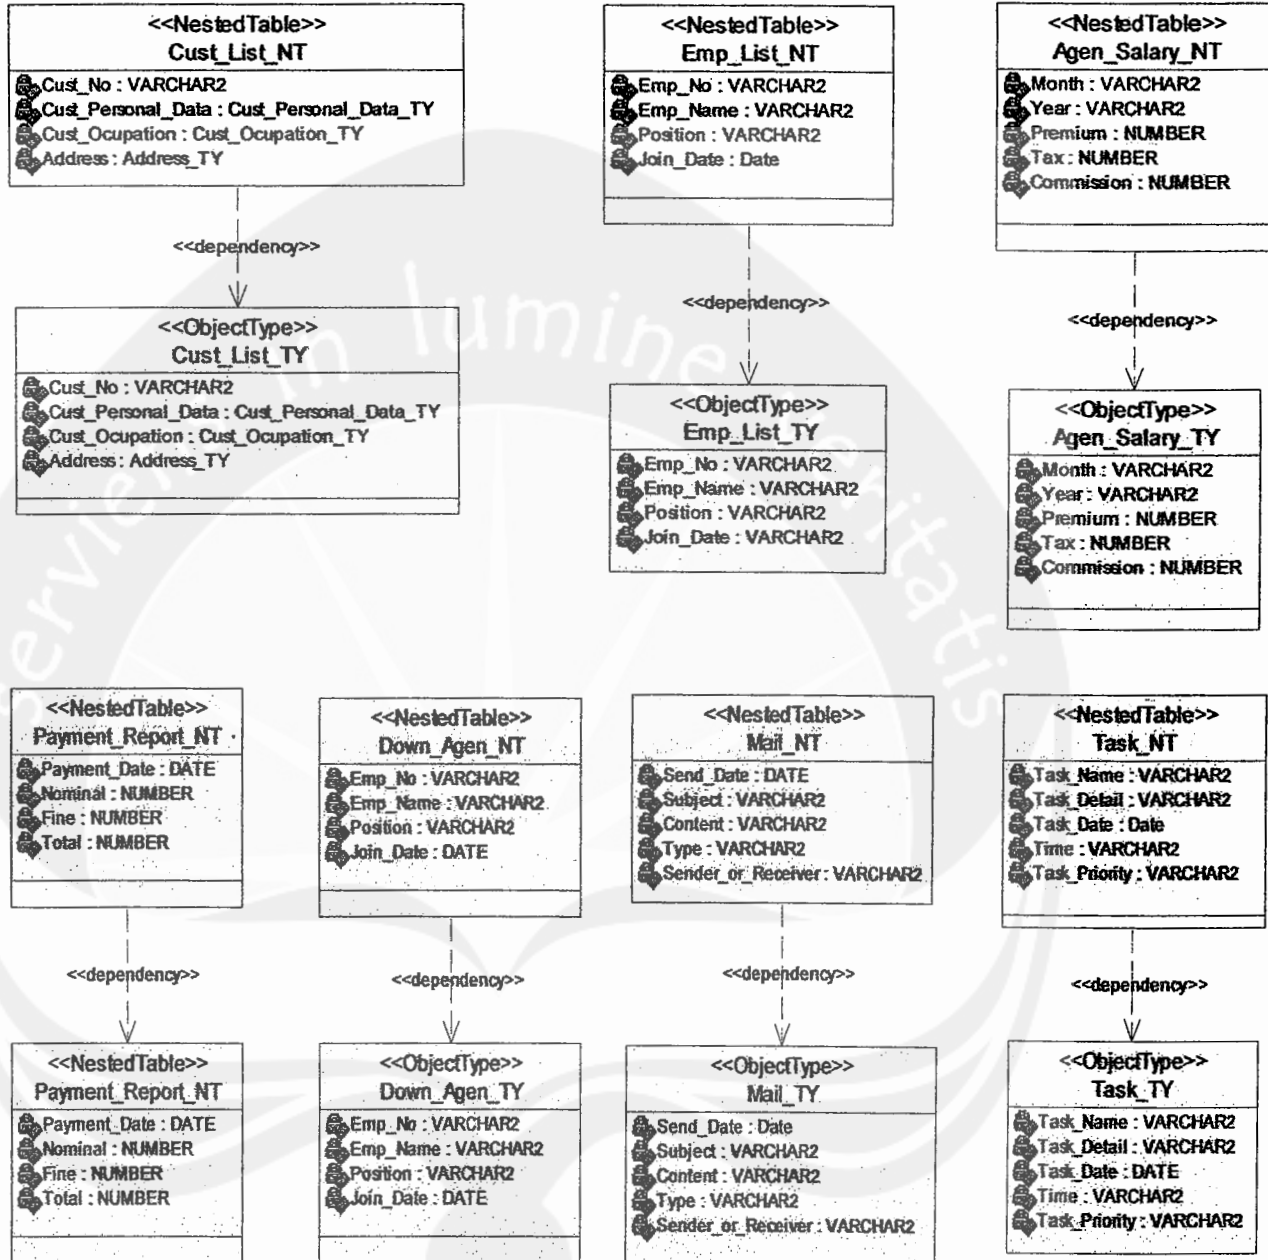 <<NestedTable>>
Cust_List_NT
Cust_No : VARCHAR2
Cust_Personal_Data : Cust_Personal_Data_TY
Cust_Ocupation : Cust_Ocupation_TY
Address : Address_TY
<<dependency>>
<<ObjectType>>
Cust_List_TY
Cust_No : VARCHAR2
Cust_Personal_Data : Cust_Personal_Data_TY
Cust_Ocupation : Cust_Ocupation_TY
Address : Address_TY
<<NestedTable>>
Emp_List_NT
Emp_No : VARCHAR2
Emp_Name : VARCHAR2
Position : VARCHAR2
Join_Date : Date
<<dependency>>
<<ObjectType>>
Emp_List_TY
Emp_No : VARCHAR2
Emp_Name : VARCHAR2
Position : VARCHAR2
Join_Date : VARCHAR2
<<NestedTable>>
Agen_Salary_NT
Month : VARCHAR2
Year : VARCHAR2
Premium : NUMBER
Tax : NUMBER
Commission : NUMBER
<<dependency>>
<<ObjectType>>
Agen_Salary_TY
Month : VARCHAR2
Year : VARCHAR2
Premium : NUMBER
Tax : NUMBER
Commission : NUMBER
serviens in lumine veritatis
<<NestedTable>>
Payment_Report_NT
Payment_Date : DATE
Nominal : NUMBER
Fine : NUMBER
Total : NUMBER
<<dependency>>
<<NestedTable>>
Payment_Report_NT
Payment_Date : DATE
Nominal : NUMBER
Fine : NUMBER
Total : NUMBER
<<NestedTable>>
Down_Agen_NT
Emp_No : VARCHAR2
Emp_Name : VARCHAR2
Position : VARCHAR2
Join_Date : DATE
<<dependency>>
<<ObjectType>>
Down_Agen_TY
Emp_No : VARCHAR2
Emp_Name : VARCHAR2
Position : VARCHAR2
Join_Date : DATE
<<NestedTable>>
Mail_NT
Send_Date : DATE
Subject : VARCHAR2
Content : VARCHAR2
Type : VARCHAR2
Sender_or_Receiver : VARCHAR2
<<dependency>>
<<ObjectType>>
Mail_TY
Send_Date : Date
Subject : VARCHAR2
Content : VARCHAR2
Type : VARCHAR2
Sender_or_Receiver : VARCHAR2
<<NestedTable>>
Task_NT
Task_Name : VARCHAR2
Task_Detail : VARCHAR2
Task_Date : Date
Time : VARCHAR2
Task_Priority : VARCHAR2
<<dependency>>
<<ObjectType>>
Task_TY
Task_Name : VARCHAR2
Task_Detail : VARCHAR2
Task_Date : DATE
Time : VARCHAR2
Task_Priority : VARCHAR2